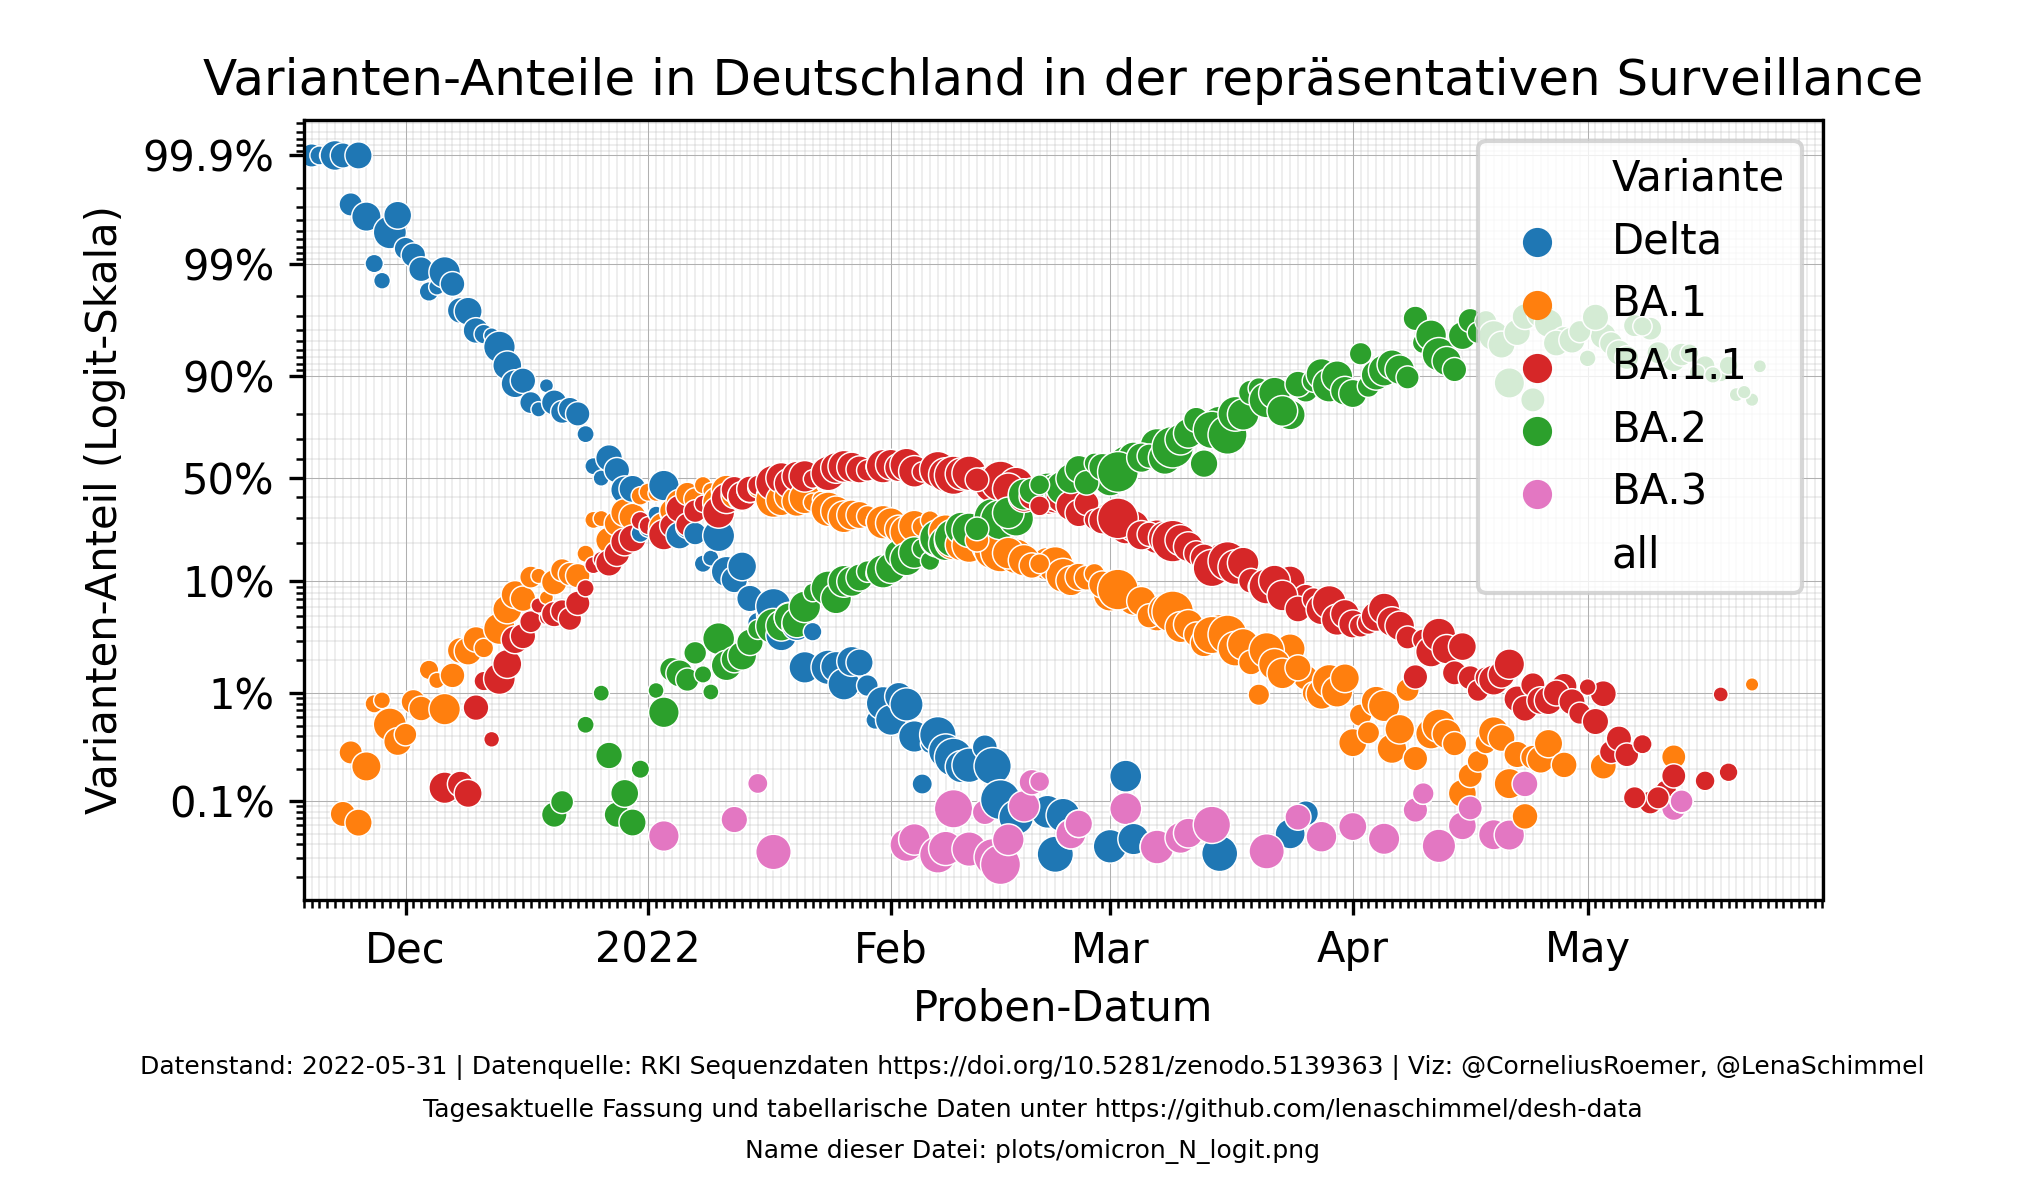 Varianten-Anteile in Deutschland in der repräsentativen Surveillance
Varianten-Anteil (Logit-Skala)
99.9%
99%
90%
50%
10%
1%
0.1%
Variante
Delta
BA.1
BA.1.1
BA.2
BA.3
all
Dec
2022
Feb
Mar
Apr
May
Proben-Datum
Datenstand: 2022-05-31 | Datenquelle: RKI Sequenzdaten https://doi.org/10.5281/zenodo.5139363 | Viz: @CorneliusRoemer, @LenaSchimmel
Tagesaktuelle Fassung und tabellarische Daten unter https://github.com/lenaschimmel/desh-data
Name dieser Datei: plots/omicron_N_logit.png